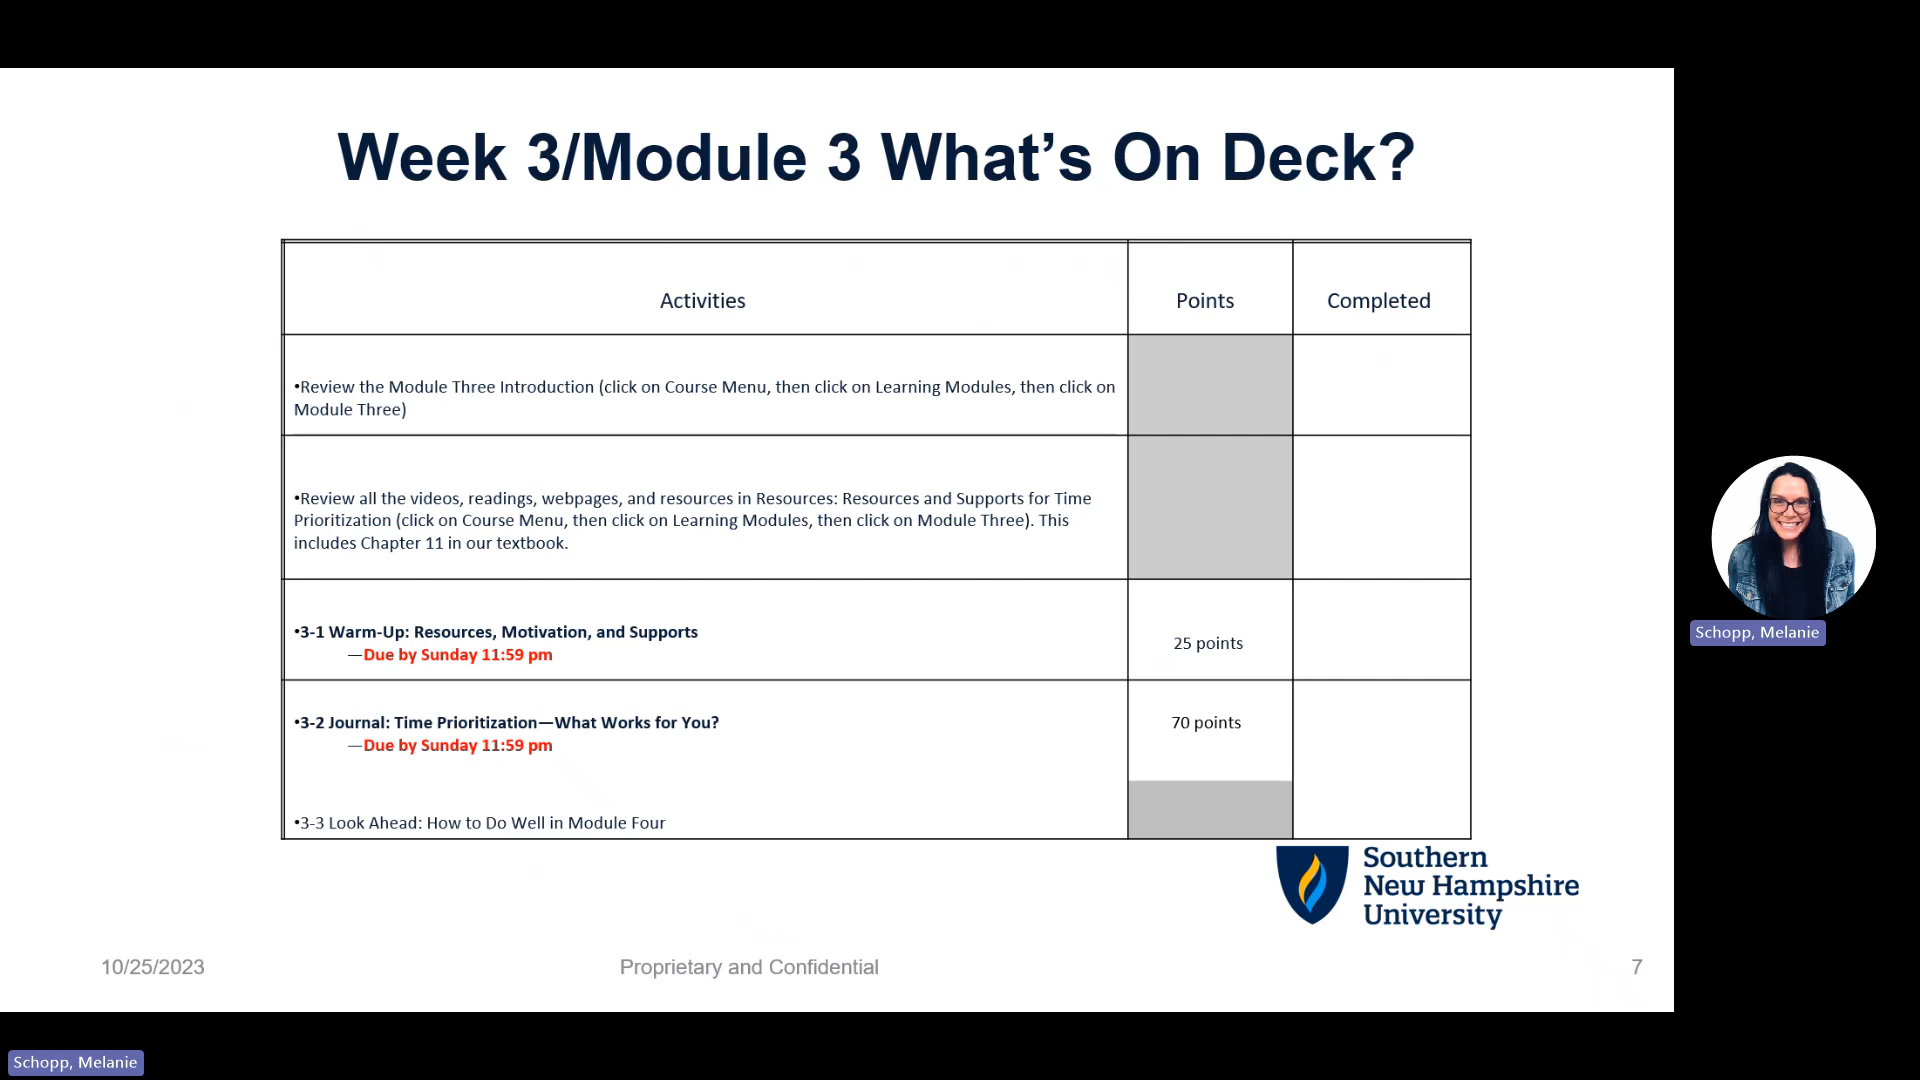 Week 3/Module 3 What’s On Deck?
Activities
Points
Completed
•Review the Module Three Introduction (click on Course Menu, then click on Learning Modules, then click on
Module Three)
•Review all the videos, readings, webpages, and resources in Resources: Resources and Supports for Time
Prioritization (click on Course Menu, then click on Learning Modules, then click on Module Three). This
includes Chapter 11 in our textbook.
•3-1 Warm-Up: Resources, Motivation, and Supports
—Due by Sunday 11:59 pm
25 points
•3-2 Journal: Time Prioritization—What Works for You?
—Due by Sunday 11:59 pm
70 points
•3-3 Look Ahead: How to Do Well in Module Four
Southern
New Hampshire
University
10/25/2023
Proprietary and Confidential
7
Schopp, Melanie
Schopp, Melanie